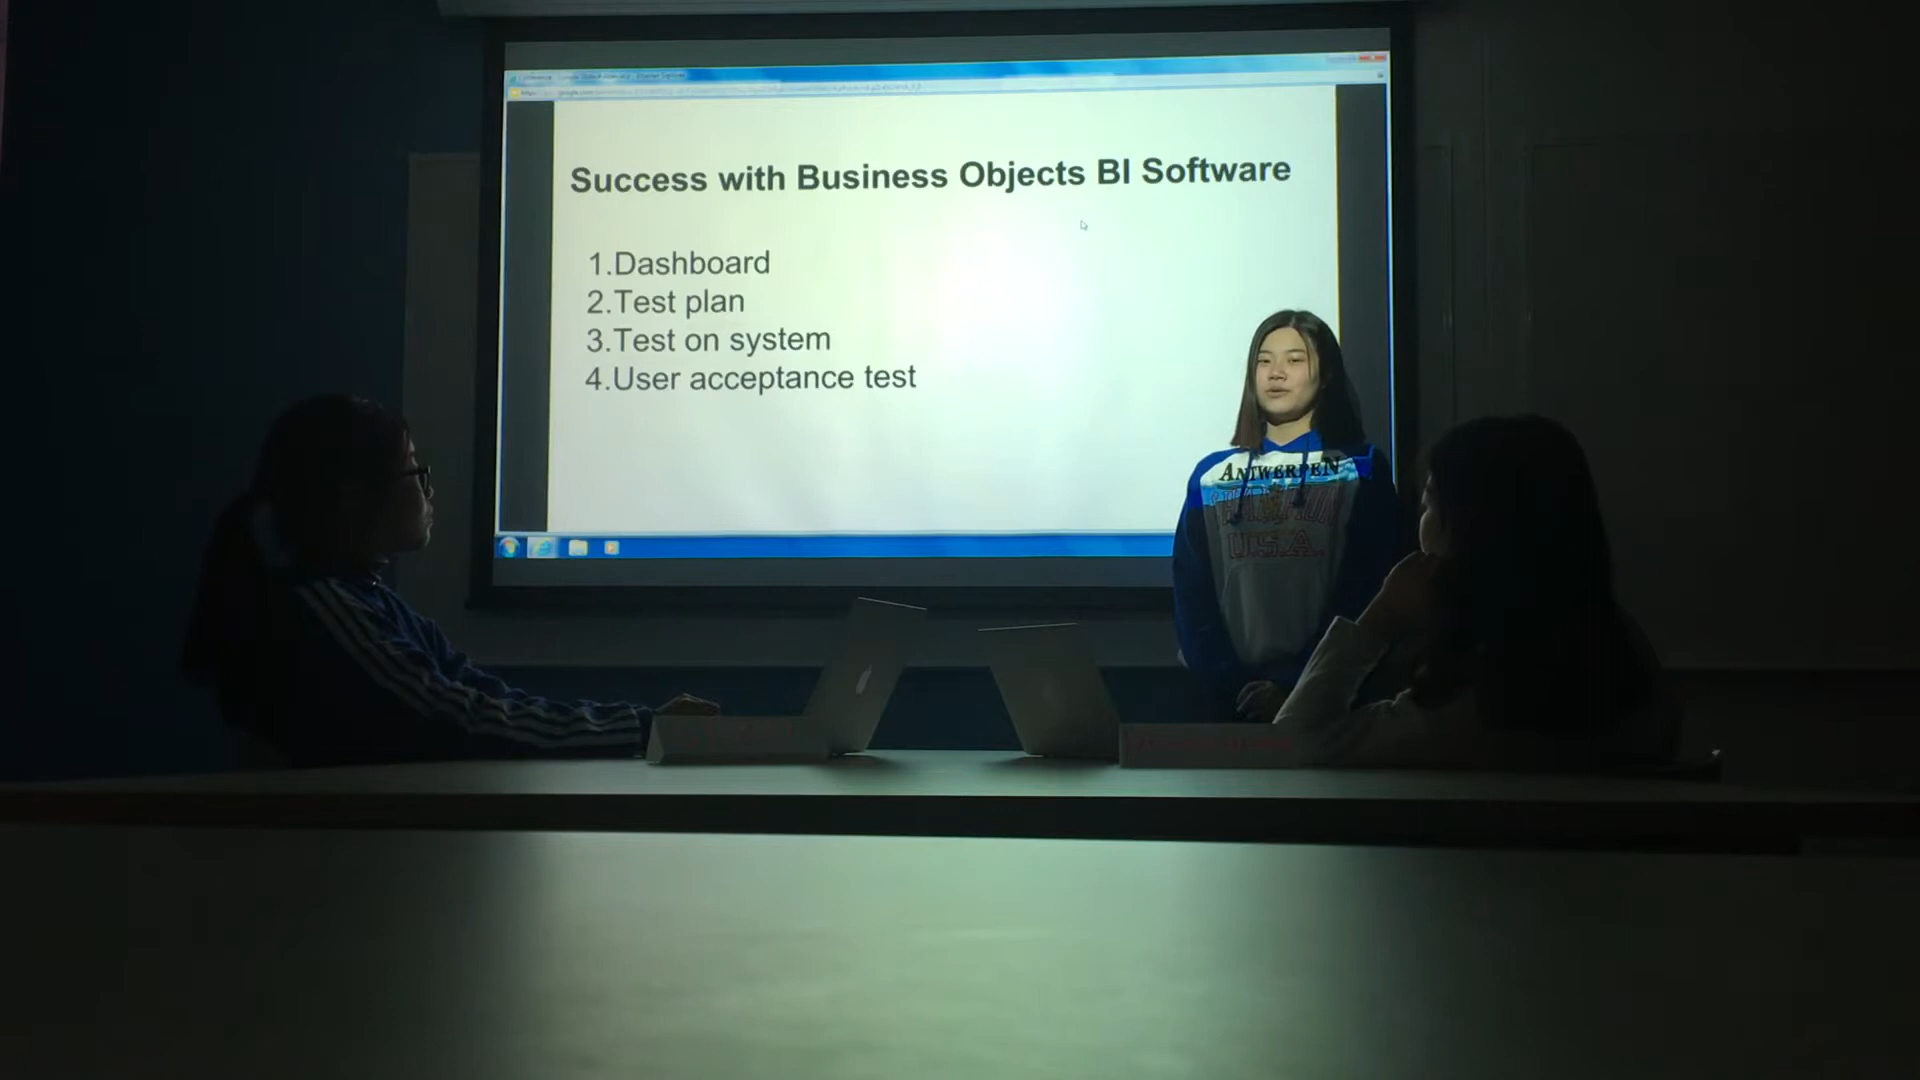 Success with Business Objects BI Software
1.Dashboard
2.Test plan
3.Test on system
4.User acceptance test
ANTWERPEN
U.S.A.